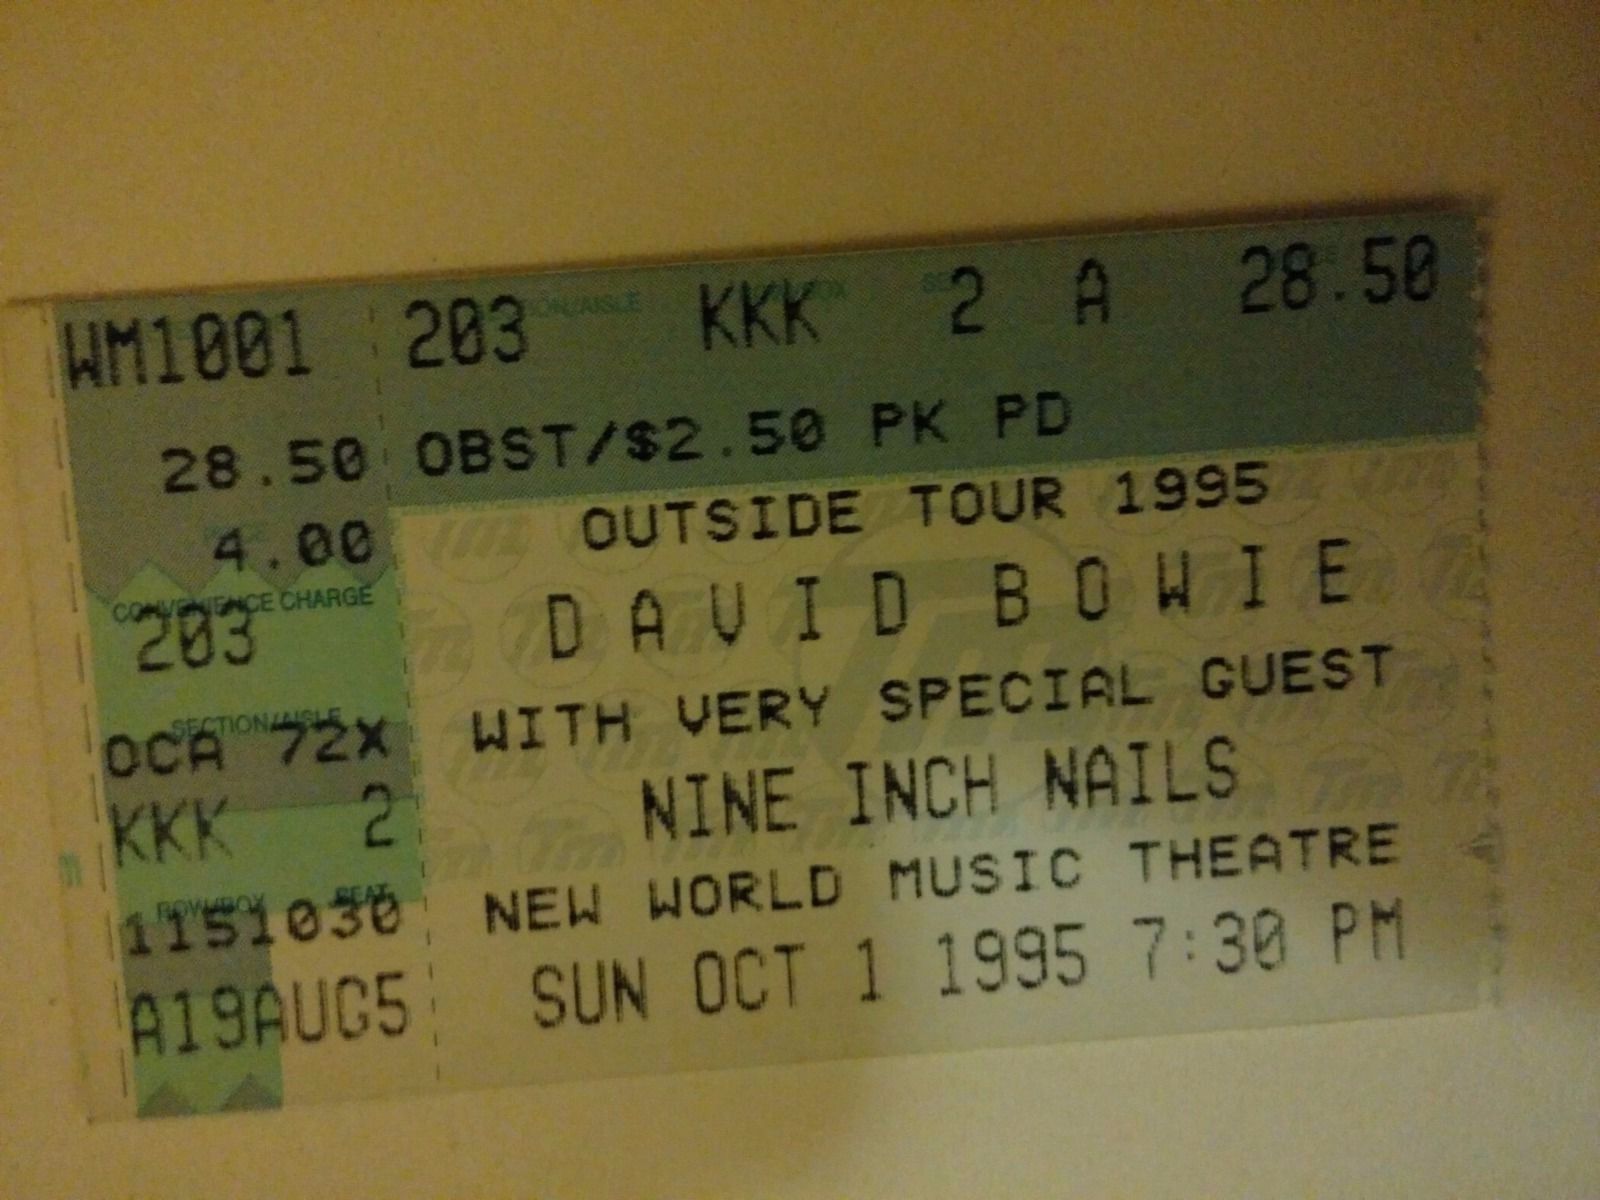 WM1001 203 KKK 2 A 28.50
28.50 OBST/$2.50 PK PD
4.00 OUTSIDE TOUR 1995
CONVENIENCE CHARGE
203 DAVID BOWIE
SECTION/AISLE
OCA 72X WITH VERY SPECIAL GUEST
KKK 2 NINE INCH NAILS
ROW/BOX SEAT
1151030 NEW WORLD MUSIC THEATRE
A19AUG5 SUN OCT 1 1995 7:30 PM